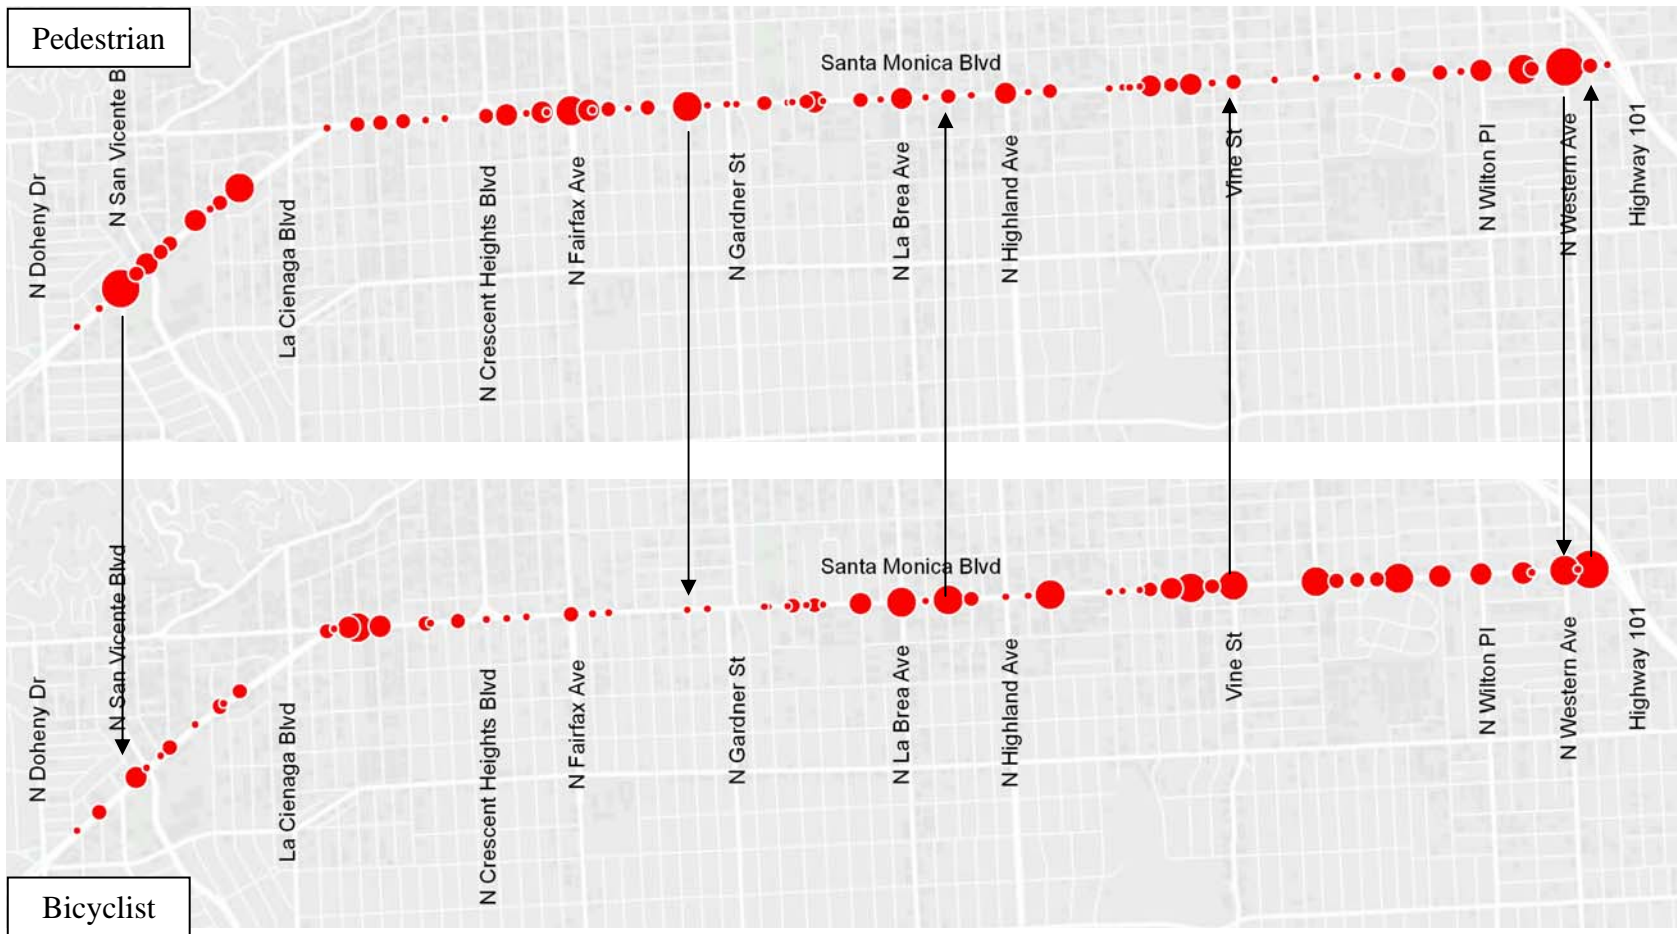 Pedestrian
Santa Monica Blvd
N Doheny Dr
N San Vicente B
La Cienaga Blvd
N Crescent Heights Blvd
N Fairfax Ave
N Gardner St
N La Brea Ave
N Highland Ave
Vine St
N Wilton Pl
N Western Ave
Highway 101
Santa Monica Blvd
N Doheny Dr
N San Vicente Blvd
La Cienaga Blvd
N Crescent Heights Blvd
N Fairfax Ave
N Gardner St
N La Brea Ave
N Highland Ave
Vine St
N Wilton Pl
N Western Ave
Highway 101
Bicyclist